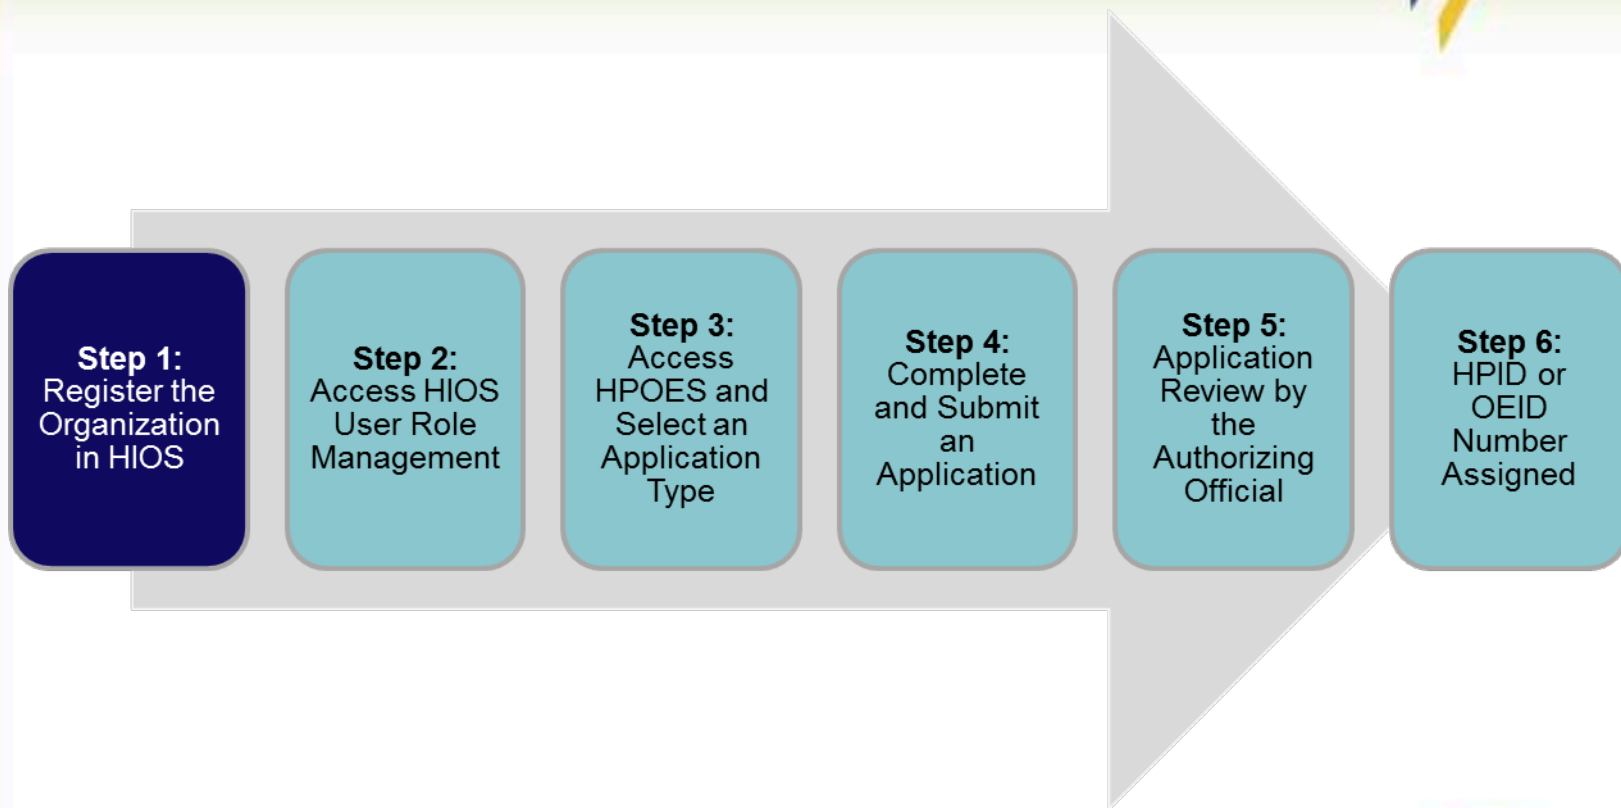 Step 1:
Register the
Organization
in HIOS
Step 2:
Access HIOS
User Role
Management
Step 3:
Access
HPOES and
Select an
Application
Type
Step 4:
Complete
and Submit
an
Application
Step 5:
Application
Review by
the
Authorizing
Official
Step 6:
HPID or
OEID
Number
Assigned